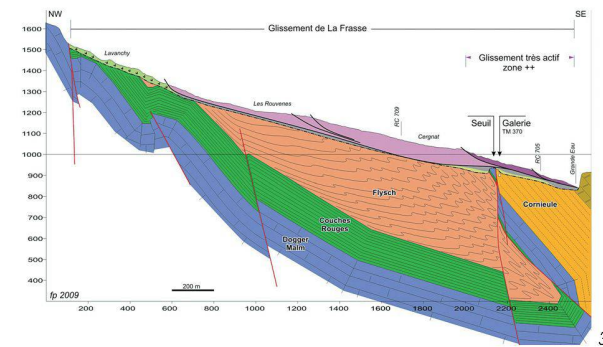 NW
SE
Glissement de La Frasse
Lavanchy
Glissement très actif
zone ++
Les Rouvenes
RC 709
Cergnat
Seuil
Galerie
TM 370
RC 705
Grande Eau
Flysch
Cornieule
Couches
Rouges
Dogger
Malm
200 m
fp 2009
1600
1500
1400
1300
1200
1100
1000
900
800
700
600
500
400
200 400 600 800 1000 1200 1400 1600 1800 2000 2200 2400
3